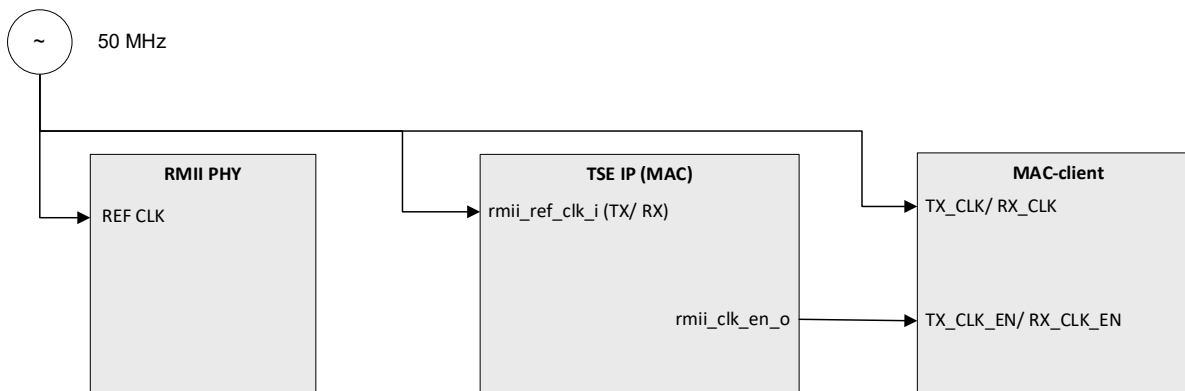 ~
50 MHz
RMII PHY
TSE IP (MAC)
MAC-client
REF CLK
rmii_ref_clk_i (TX/ RX)
TX_CLK/ RX_CLK
rmii_clk_en_o
TX_CLK_EN/ RX_CLK_EN